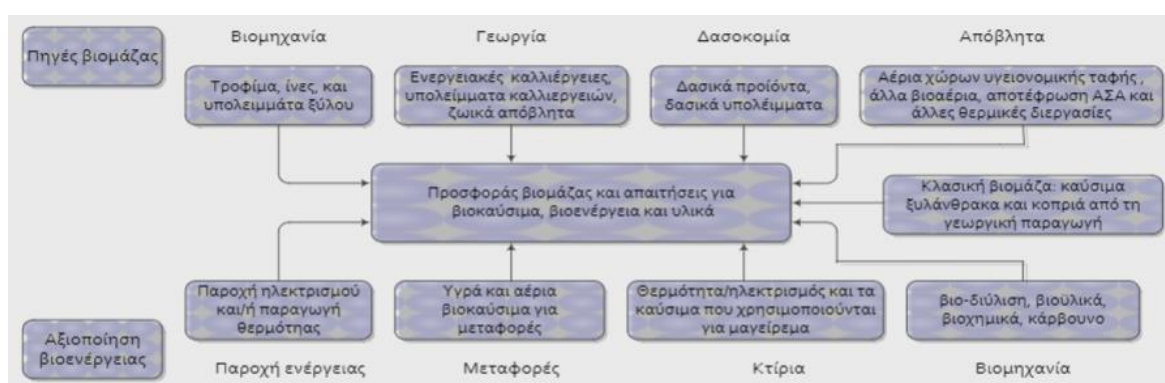 Πηγές βιομάζας
Βιομηχανία
Γεωργία
Δασοκομία
Απόβλητα
Τροφίμα, ίνες, και
υπολειμμάτα ξύλου
Ενεργειακές καλλιέργειες,
υπολείμματα καλλιεργειών,
ζωικά απόβλητα
Δασικά προϊόντα,
δασικά υπολέιμματα
Αέρια χώρων υγειονομικής ταφής ,
άλλα βιοαέρια, αποτέφρωση ΑΣΑ και
άλλες θερμικές διεργασίες
Προσφοράς βιομάζας και απαιτήσεις για
βιοκαύσιμα, βιοενέργεια και υλικά
Κλασική βιομάζα: καύσιμα
ξυλάνθρακα και κοπριά από τη
γεωργική παραγωγή
Παροχή ηλεκτρισμού
και/ή παραγωγή
θερμότηας
Υγρά και αέρια
βιοκαύσιμα για
μεταφορές
Θερμότητα/ηλεκτρισμός και τα
καύσιμα που χρησιμοποιούνται
για μαγείρεμα
βιο-διύλιση, βιοϋλικά,
βιοχημικά, κάρβουνο
Αξιοποίηση
βιοενέργειας
Παροχή ενέργειας
Μεταφορές
Κτίρια
Βιομηχανία